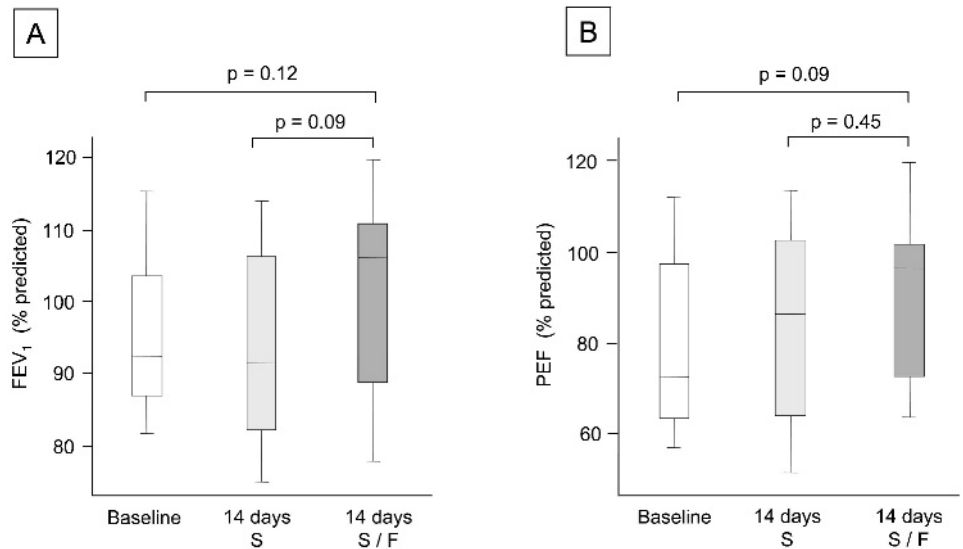 A
p = 0.12
p = 0.09
FEV1 (% predicted)
120
110
100
90
80
Baseline
14 days
S
14 days
S / F
B
p = 0.09
p = 0.45
PEF (% predicted)
120
100
80
60
Baseline
14 days
S
14 days
S / F